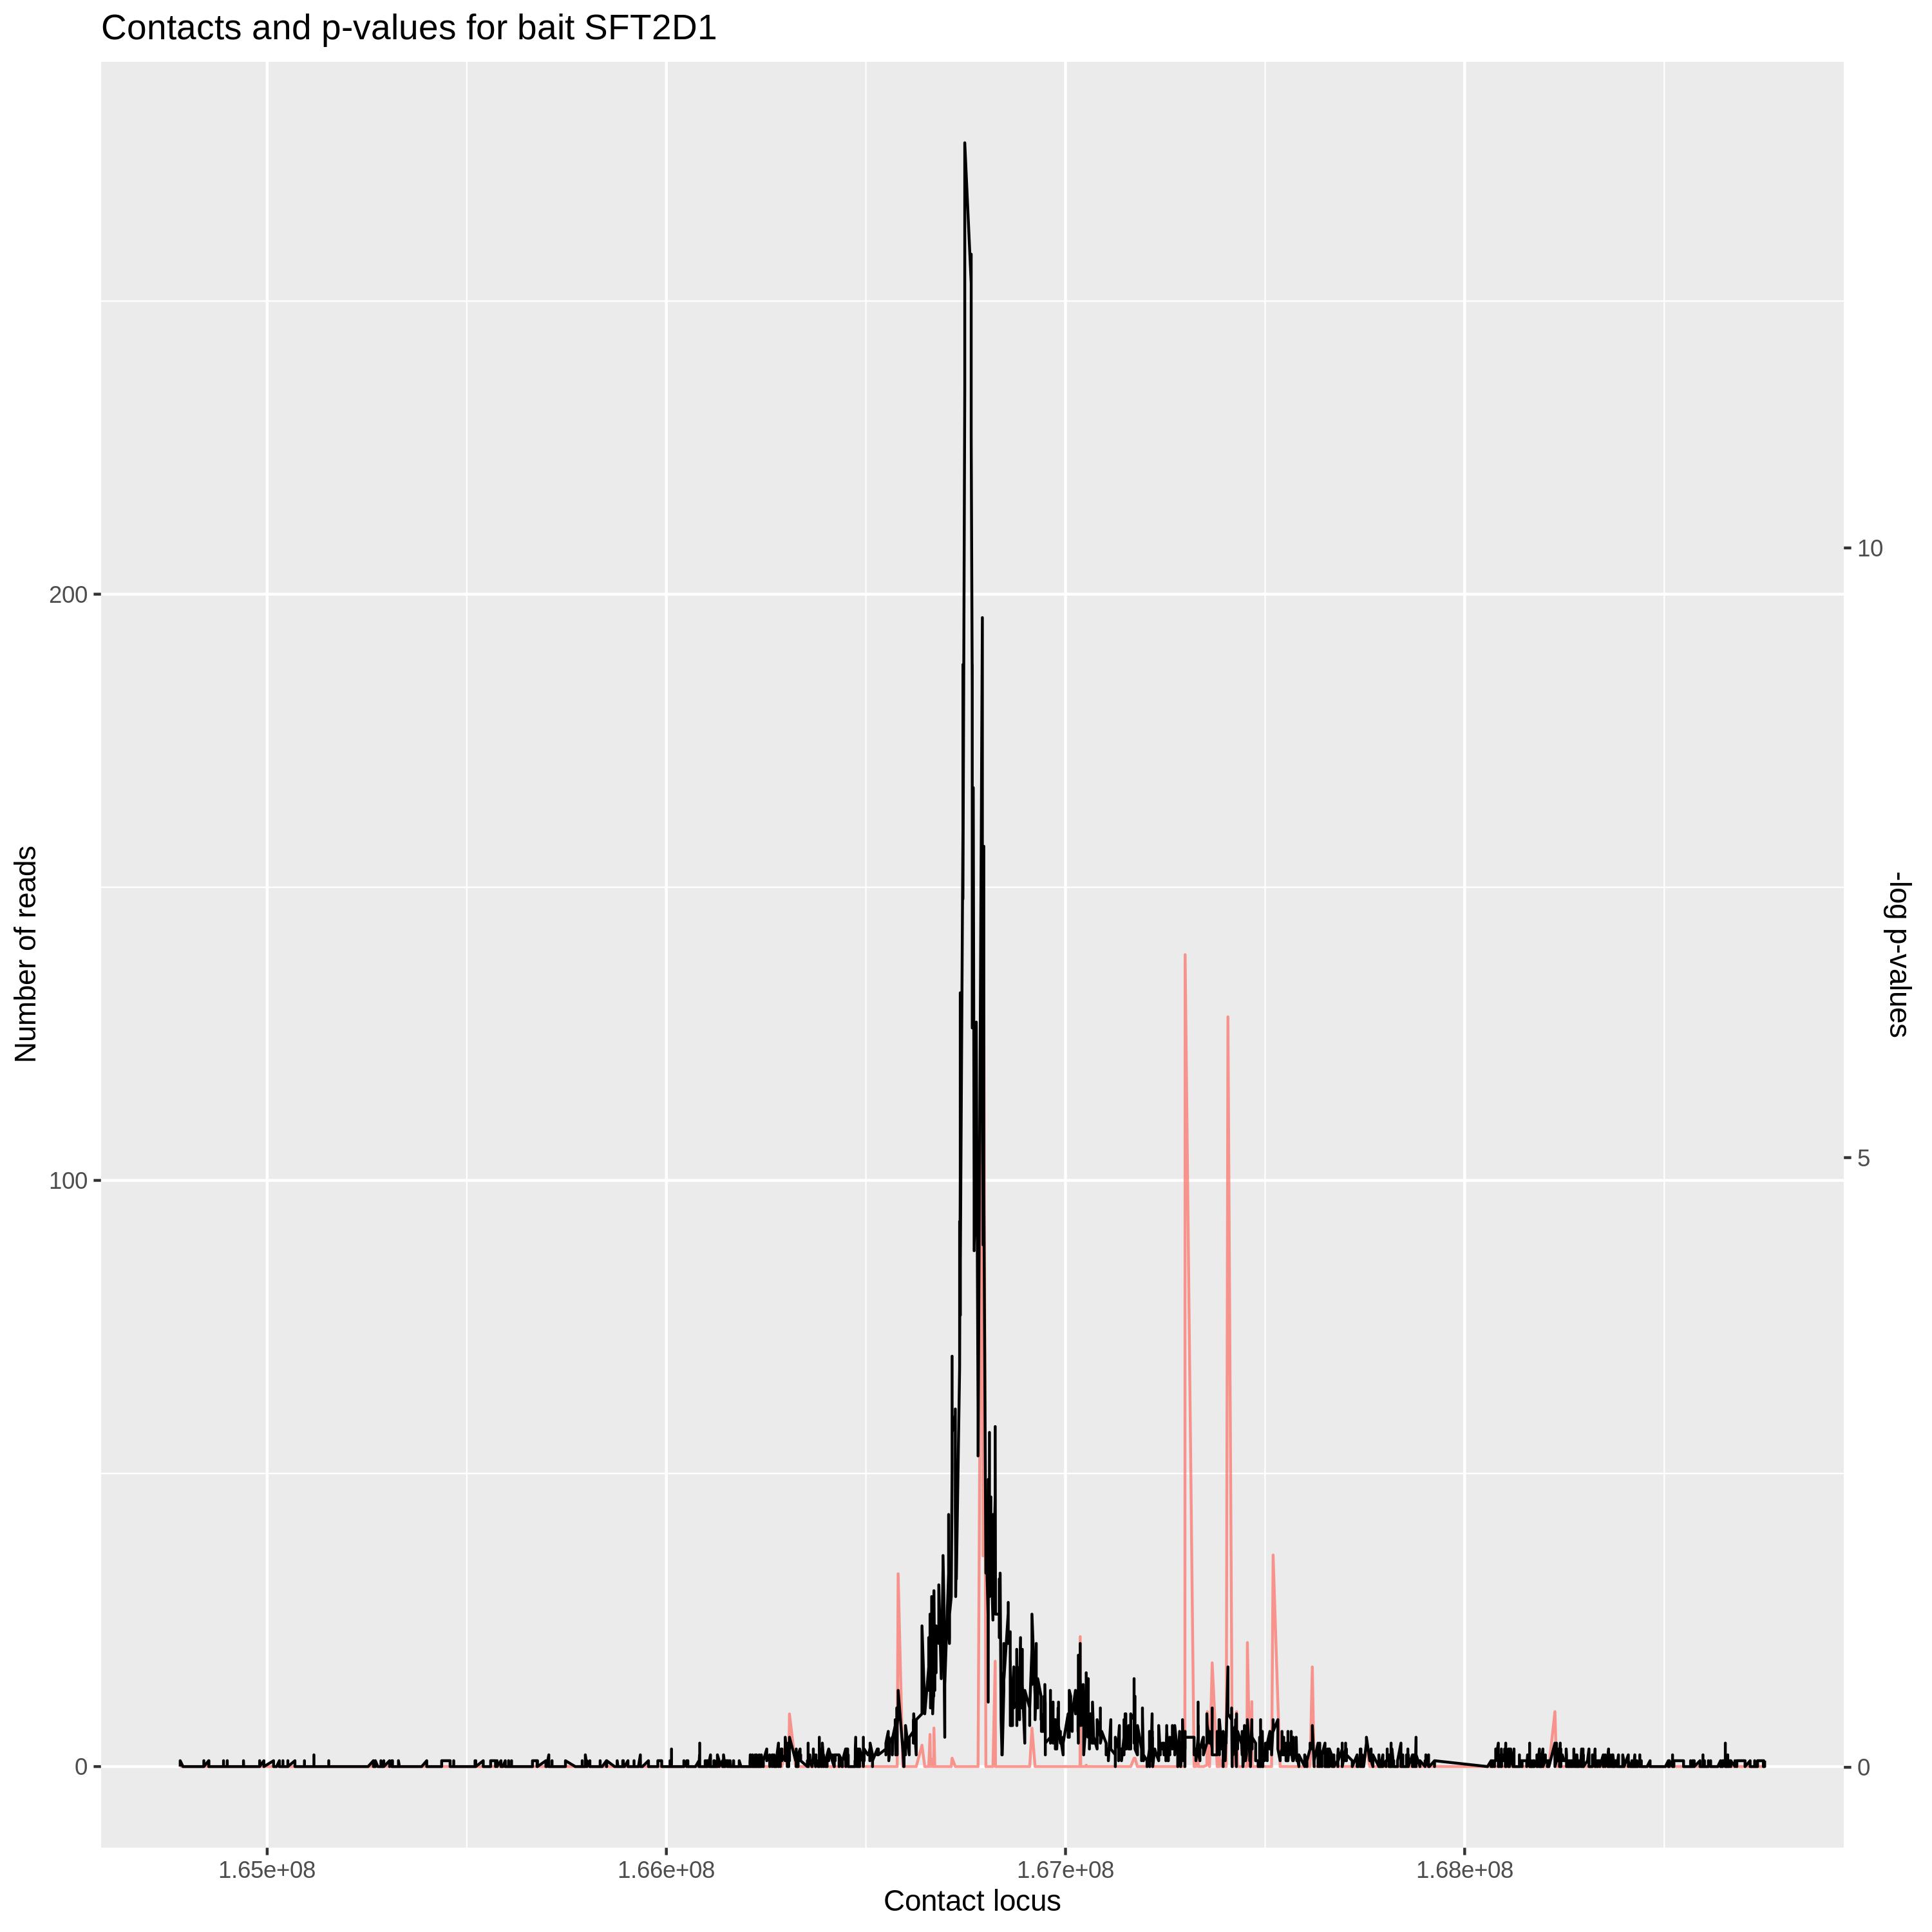 Contacts and p-values for bait SFT2D1
200
100
0
Number of reads
10
5
0
-log p-values
1.65e+08
1.66e+08
1.67e+08
1.68e+08
Contact locus